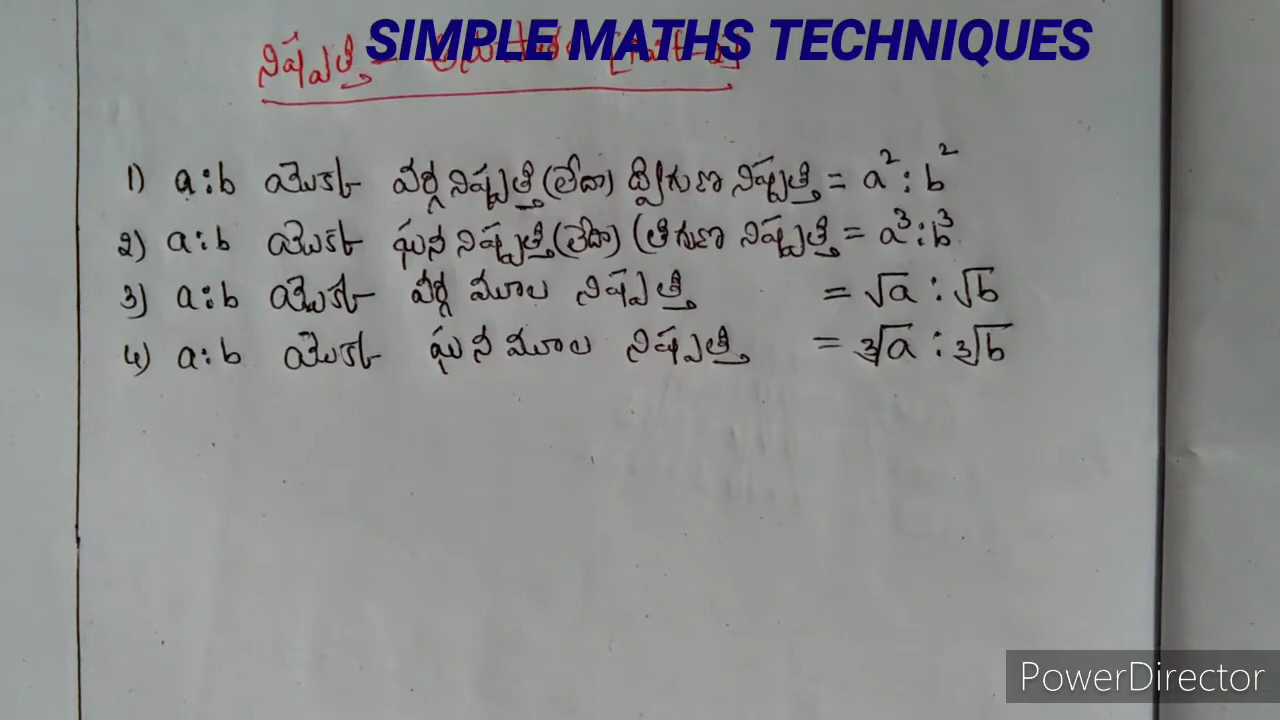 SIMPLE MATHS TECHNIQUES
నిష్పత్తి -
1) a:b యొక్క వర్గ నిష్పత్తి (లేదా) ద్విగుణ నిష్పత్తి = a² : b²
2) a:b యొక్క ఘన నిష్పత్తి (లేదా) త్రిగుణ నిష్పత్తి = a³ : b³
3) a:b యొక్క వర్గ మూల నిష్పత్తి = √a : √b
4) a:b యొక్క ఘన మూల నిష్పత్తి = ∛a : ∛b
PowerDirector